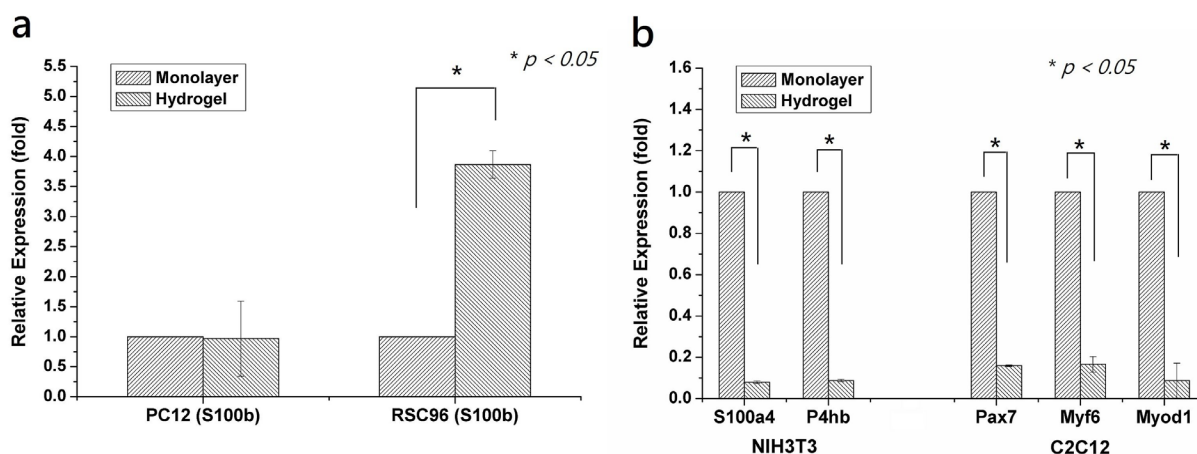 a
* p < 0.05
*
Monolayer
Hydrogel
Relative Expression (fold)
5.5
5.0
4.5
4.0
3.5
3.0
2.5
2.0
1.5
1.0
0.5
0.0
PC12 (S100b) RSC96 (S100b)
b
* p < 0.05
Monolayer
Hydrogel
* * * * *
Relative Expression (fold)
1.6
1.4
1.2
1.0
0.8
0.6
0.4
0.2
0.0
S100a4 P4hb Pax7 Myf6 Myod1
NIH3T3 C2C12